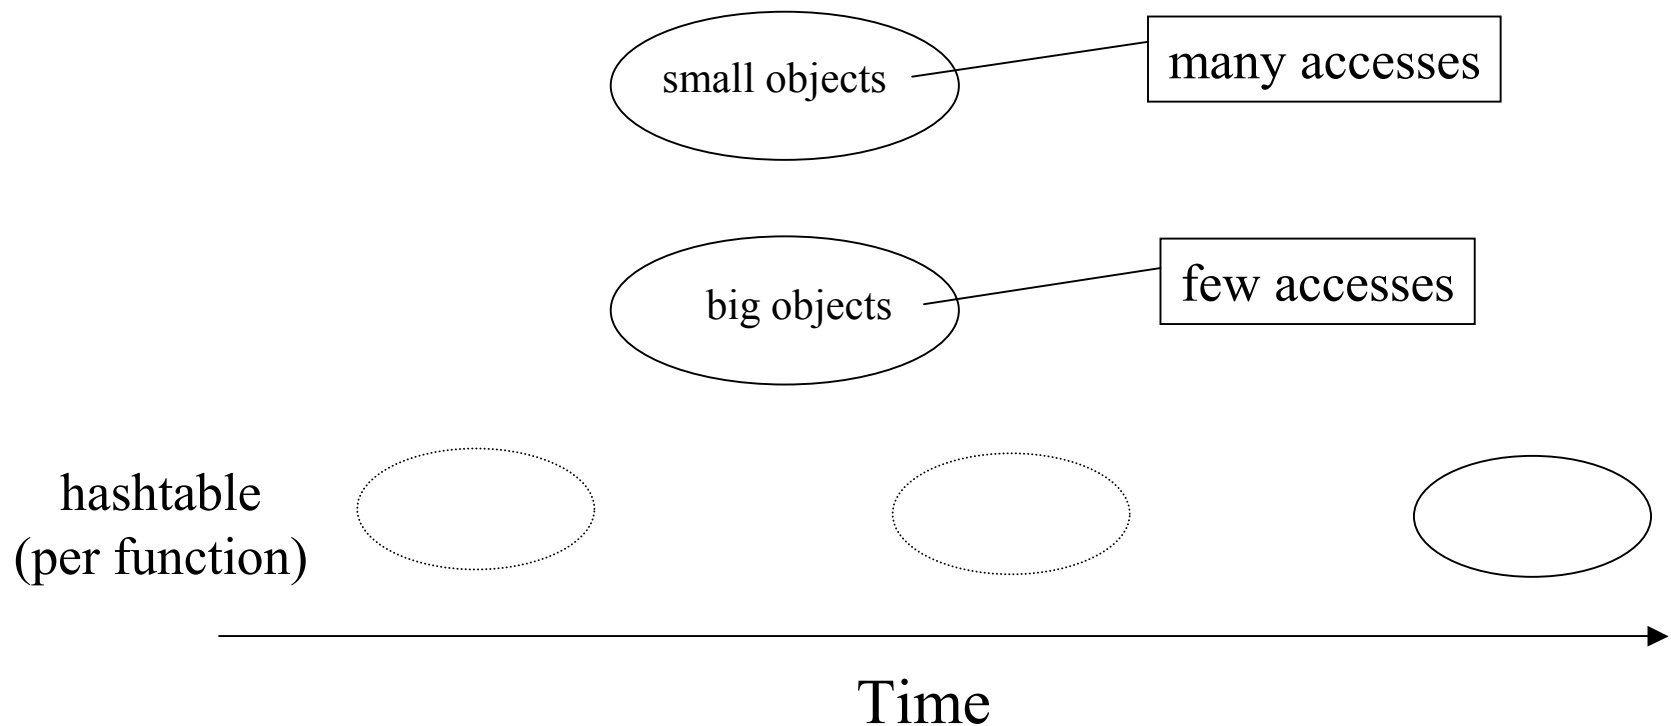 small objects
many accesses
big objects
few accesses
hashtable
(per function)
Time